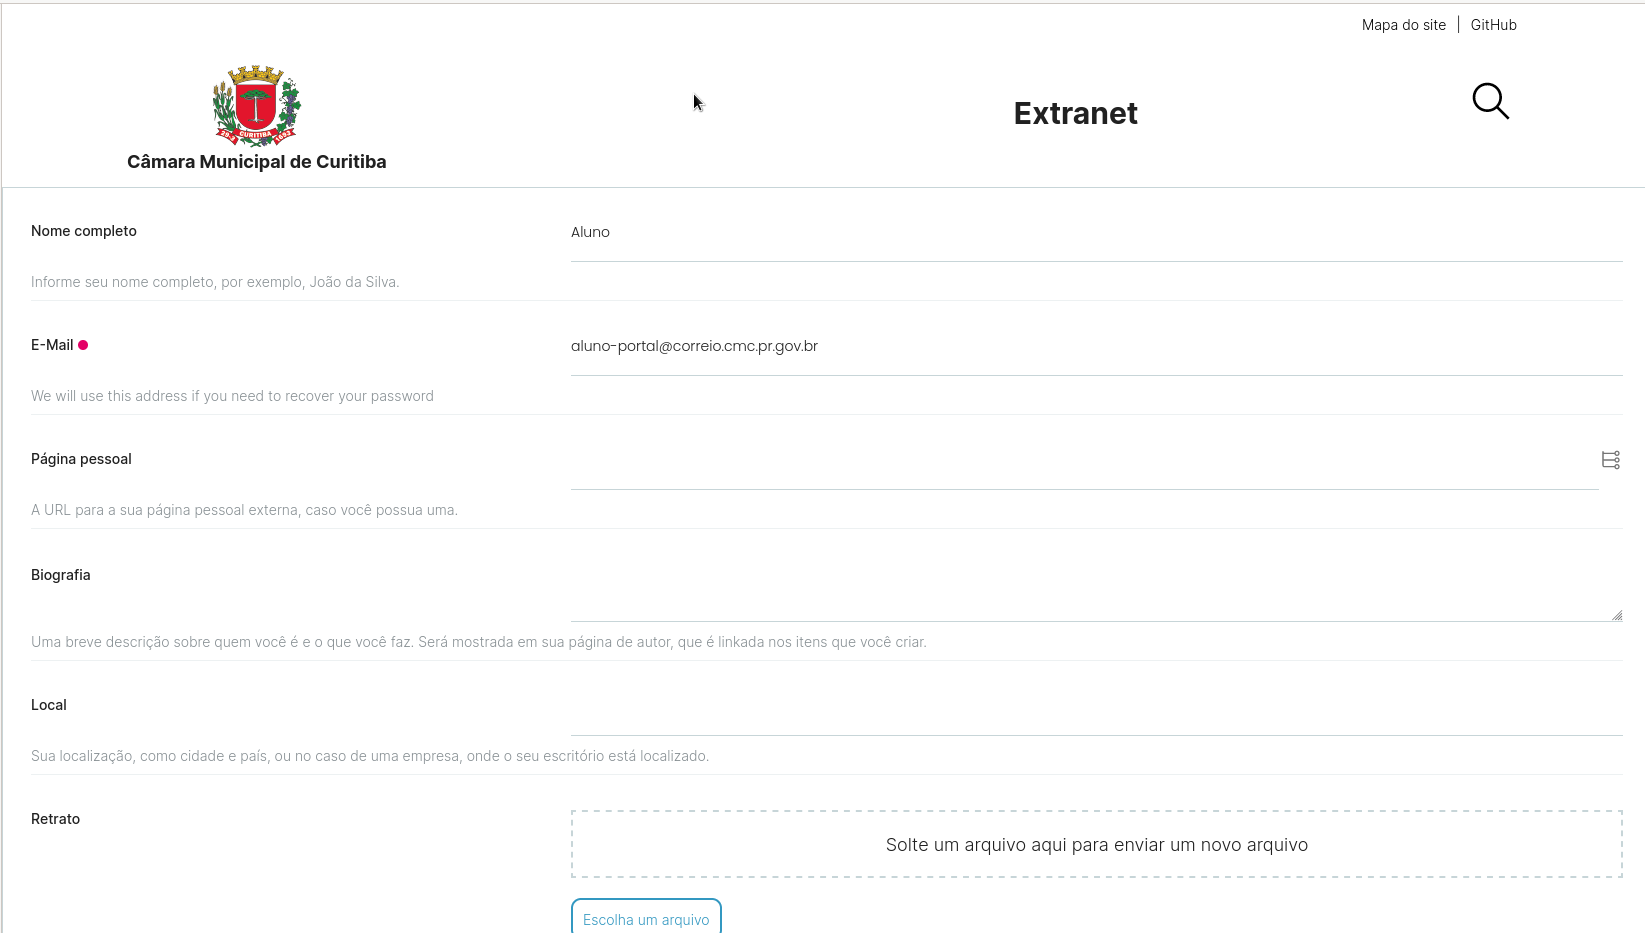 Mapa do site | GitHub
CURITIBA
1693
Câmara Municipal de Curitiba
Extranet
Nome completo
Aluno
Informe seu nome completo, por exemplo, João da Silva.
E-Mail
aluno-portal@correio.cmc.pr.gov.br
We will use this address if you need to recover your password
Página pessoal
A URL para a sua página pessoal externa, caso você possua uma.
Biografia
Uma breve descrição sobre quem você é e o que você faz. Será mostrada em sua página de autor, que é linkada nos itens que você criar.
Local
Sua localização, como cidade e país, ou no caso de uma empresa, onde o seu escritório está localizado.
Retrato
Solte um arquivo aqui para enviar um novo arquivo
Escolha um arquivo